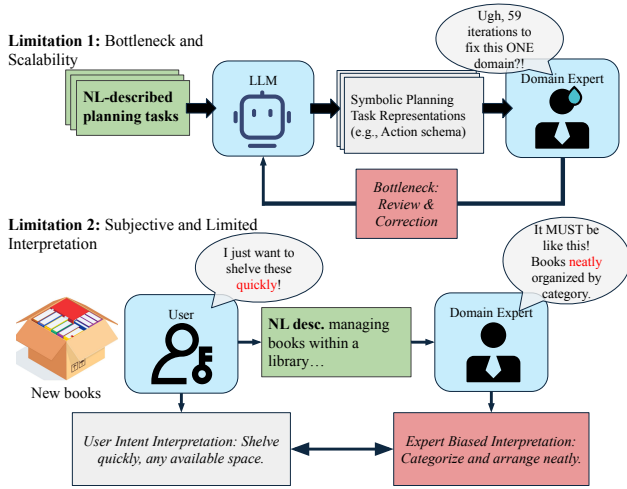 Limitation 1: Bottleneck and
Scalability
Ugh, 59
iterations to
fix this ONE
domain?!
LLM
Domain Expert
NL-described
planning tasks
Symbolic Planning
Task Representations
(e.g., Action schema)
Bottleneck:
Review &
Correction
Limitation 2: Subjective and Limited
Interpretation
I just want to
shelve these
quickly!
It MUST be
like this!
Books neatly
organized by
category.
User
NL desc. managing
books within a
library…
Domain Expert
New books
User Intent Interpretation: Shelve
quickly, any available space.
Expert Biased Interpretation:
Categorize and arrange neatly.